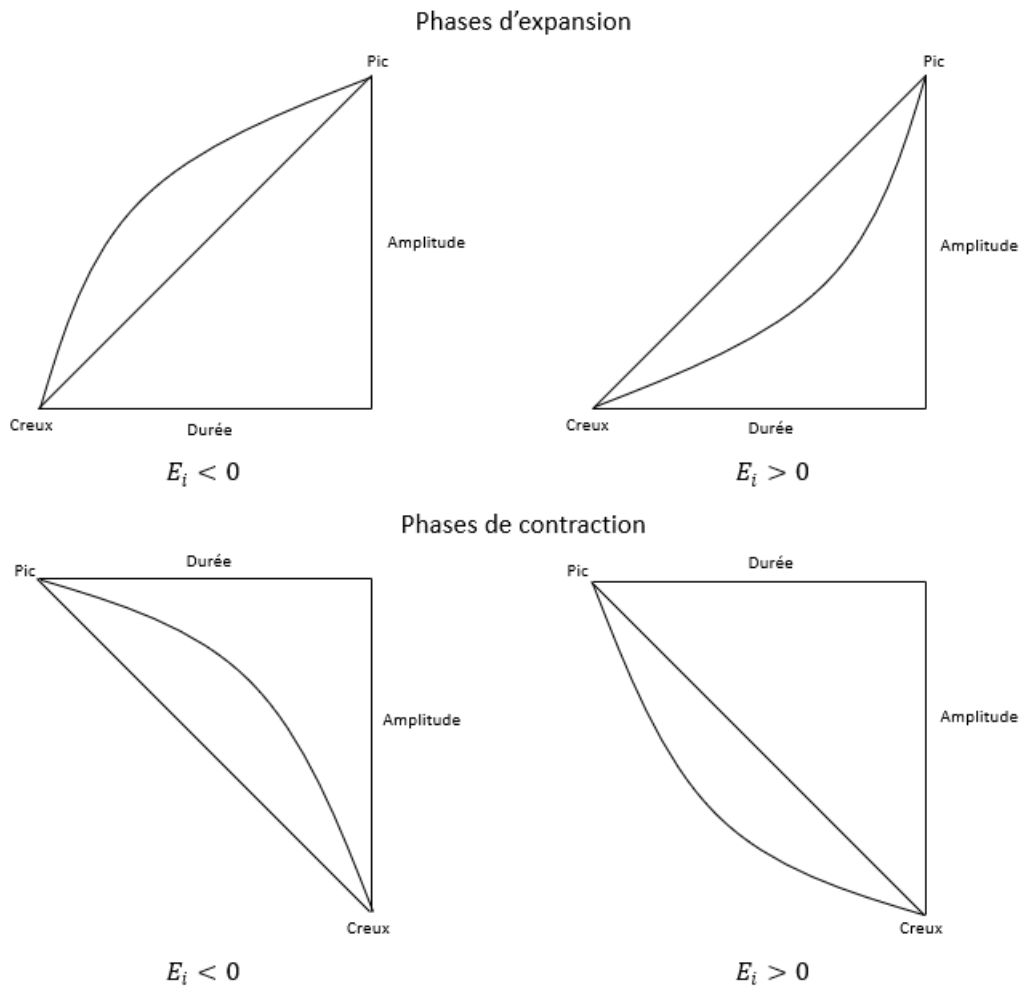 Phases d’expansion
Pic
Pic
Amplitude
Amplitude
Creux
Durée
Creux
Durée
E_i < 0
E_i > 0
Phases de contraction
Pic
Durée
Pic
Durée
Amplitude
Amplitude
Creux
Creux
E_i < 0
E_i > 0